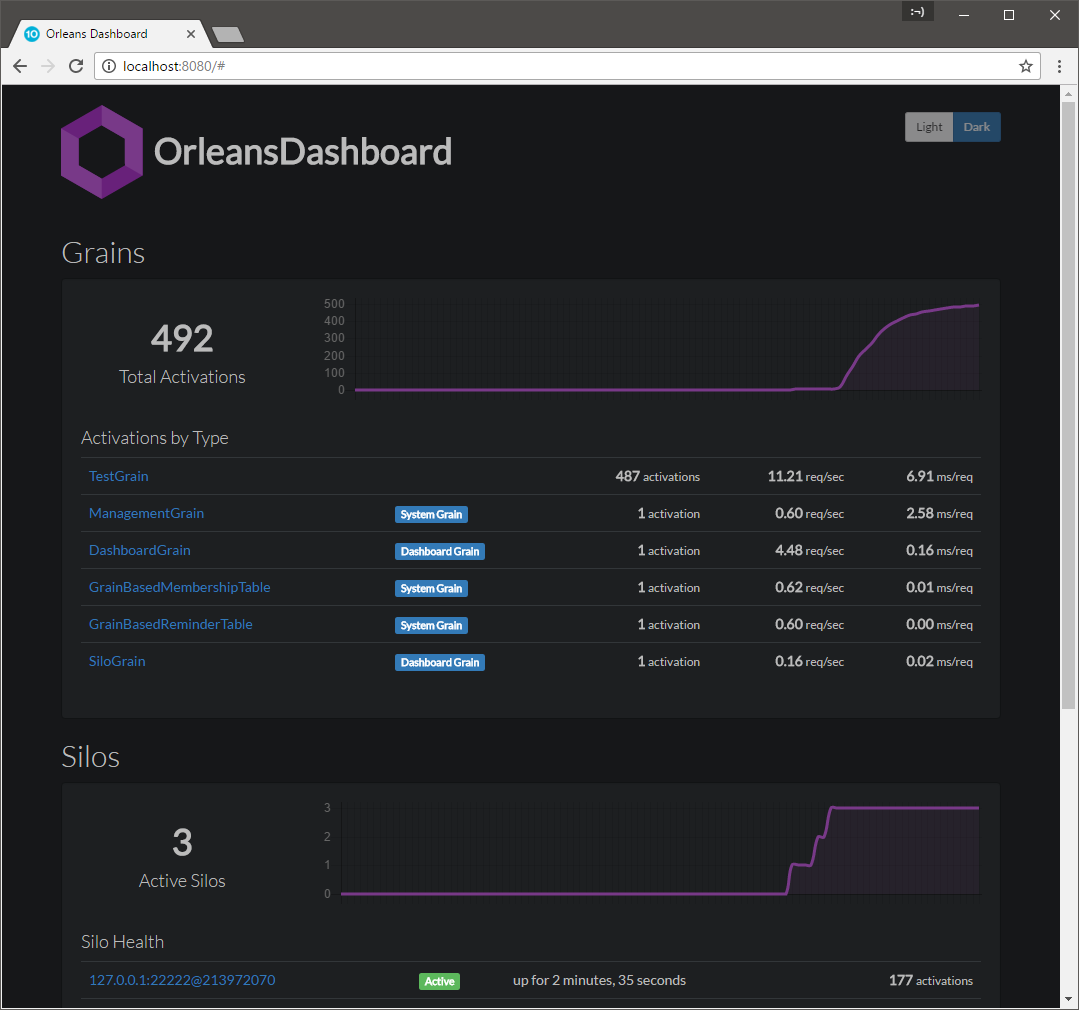 :¬)
10 Orleans Dashboard
localhost:8080/#
OrleansDashboard
Light Dark
Grains
492
Total Activations
500
400
300
200
100
0
Activations by Type
TestGrain 487 activations 11.21 req/sec 6.91 ms/req
ManagementGrain System Grain 1 activation 0.60 req/sec 2.58 ms/req
DashboardGrain Dashboard Grain 1 activation 4.48 req/sec 0.16 ms/req
GrainBasedMembershipTable System Grain 1 activation 0.62 req/sec 0.01 ms/req
GrainBasedReminderTable System Grain 1 activation 0.60 req/sec 0.00 ms/req
SiloGrain Dashboard Grain 1 activation 0.16 req/sec 0.02 ms/req
Silos
3
Active Silos
3
2
1
0
Silo Health
127.0.0.1:22222@213972070 Active up for 2 minutes, 35 seconds 177 activations